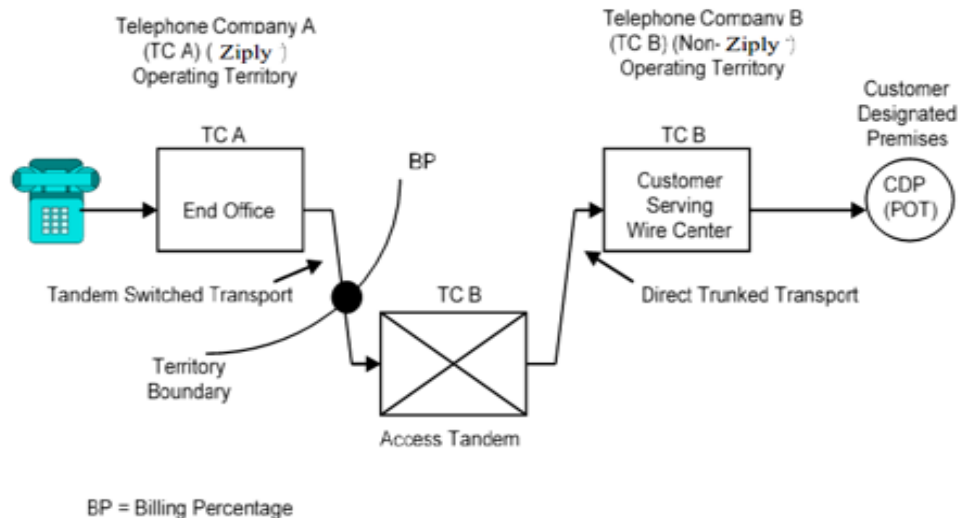 Telephone Company A
(TC A) ( Ziply )
Operating Territory
Telephone Company B
(TC B) (Non- Ziply )
Operating Territory
Customer
Designated
Premises
TC A
End Office
BP
TC B
Customer
Serving
Wire Center
CDP
(POT)
Tandem Switched Transport
TC B
Direct Trunked Transport
Territory
Boundary
Access Tandem
BP = Billing Percentage